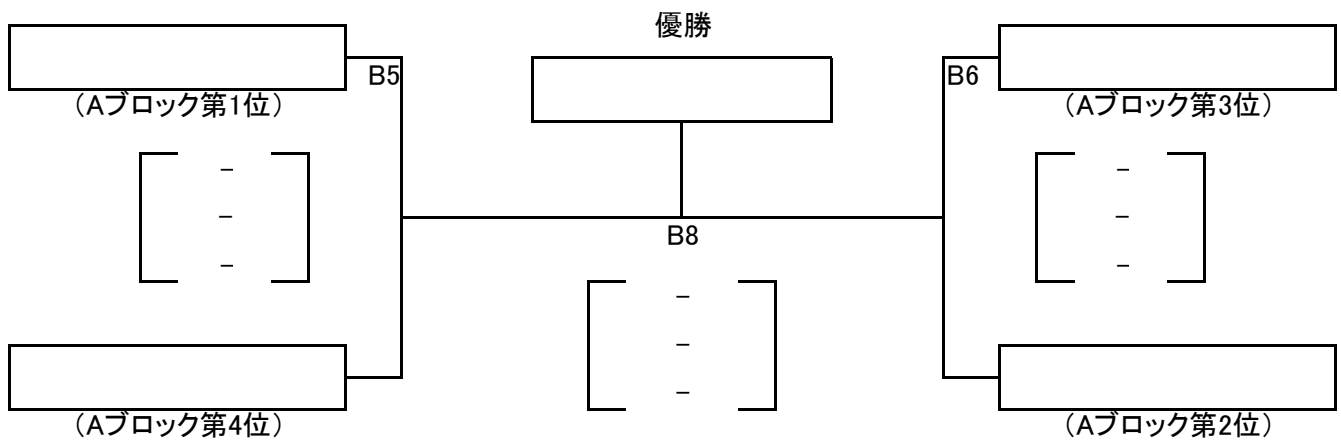 優勝
B5
B6
（Aブロック第1位）
（Aブロック第3位）
-
-
-
-
-
-
B8
-
-
-
（Aブロック第4位）
（Aブロック第2位）